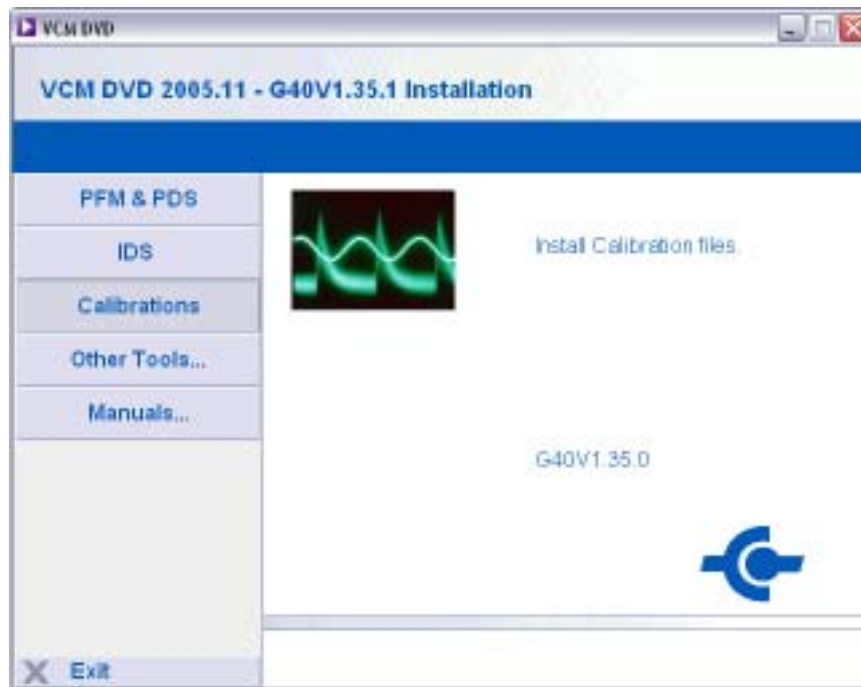 VCM DVD
VCM DVD 2005.11 - G40V1.35.1 Installation
PFM & PDS
IDS
Calibrations
Other Tools...
Manuals...
Install Calibration files.
G40V1.35.0
Exit